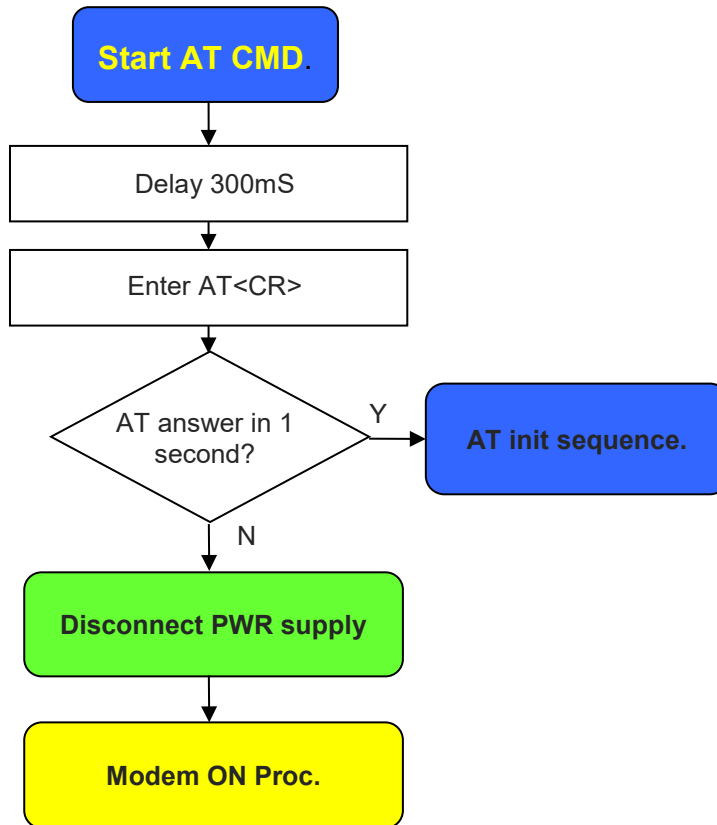 Start AT CMD.
Delay 300mS
Enter AT<CR>
AT answer in 1
second?
Y
AT init sequence.
N
Disconnect PWR supply
Modem ON Proc.